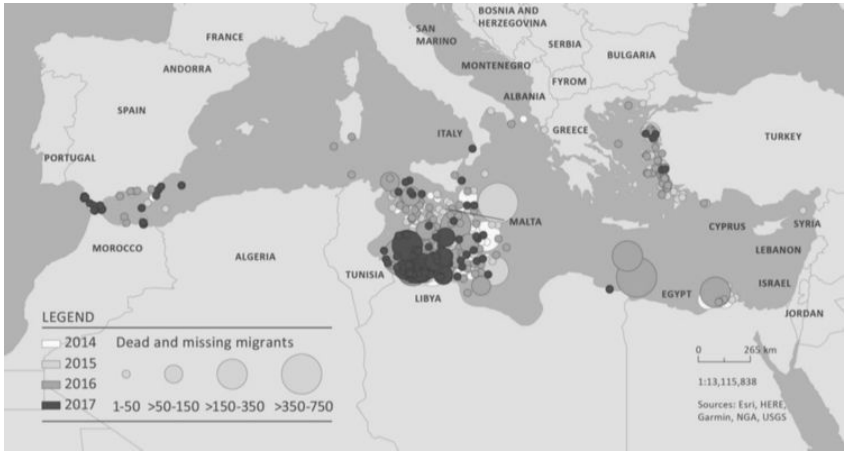 BOSNIA AND
HERZEGOVINA
FRANCE
SAN
MARINO
SERBIA
BULGARIA
ANDORRA
MONTENEGRO
FYROM
ALBANIA
SPAIN
ITALY
GREECE
TURKEY
PORTUGAL
MALTA
CYPRUS
SYRIA
MOROCCO
LEBANON
ALGERIA
TUNISIA
ISRAEL
EGYPT
LIBYA
JORDAN
LEGEND
2014 Dead and missing migrants
2015
2016
2017 1-50 >50-150 >150-350 >350-750
0 265 km
1:13,115,838
Sources: Esri, HERE,
Garmin, NGA, USGS